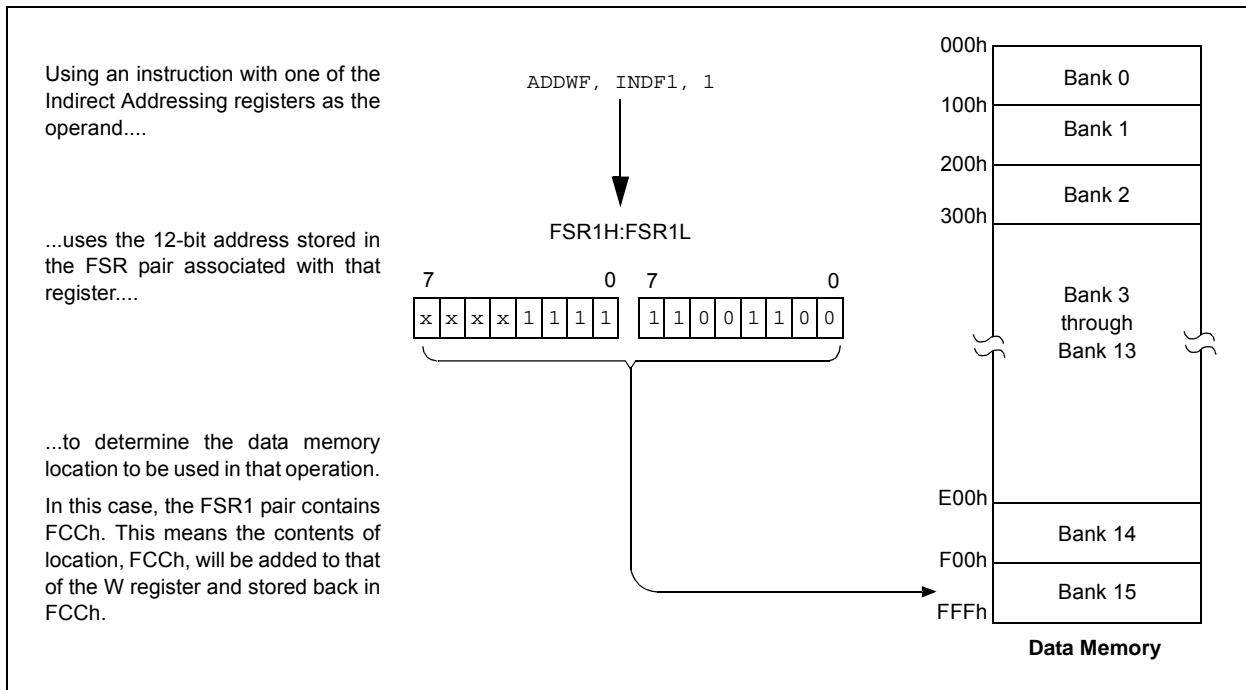 Using an instruction with one of the
Indirect Addressing registers as the
operand....
ADDWF, INDF1, 1
...uses the 12-bit address stored in
the FSR pair associated with that
register....
FSR1H:FSR1L
7 0 7 0
x x x x 1 1 1 1 1 1 0 0 1 1 0 0
...to determine the data memory
location to be used in that operation.
In this case, the FSR1 pair contains
FCCh. This means the contents of
location, FCCh, will be added to that
of the W register and stored back in
FCCh.
000h
Bank 0
100h
Bank 1
200h
Bank 2
300h
Bank 3
through
Bank 13
E00h
Bank 14
F00h
Bank 15
FFFh
Data Memory